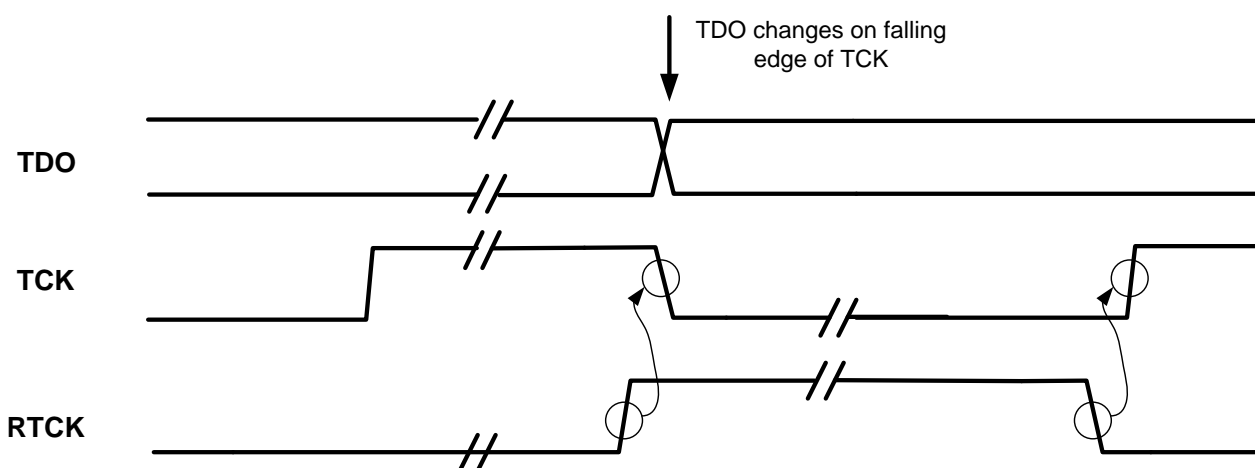 TDO changes on falling
edge of TCK
TDO
TCK
RTCK